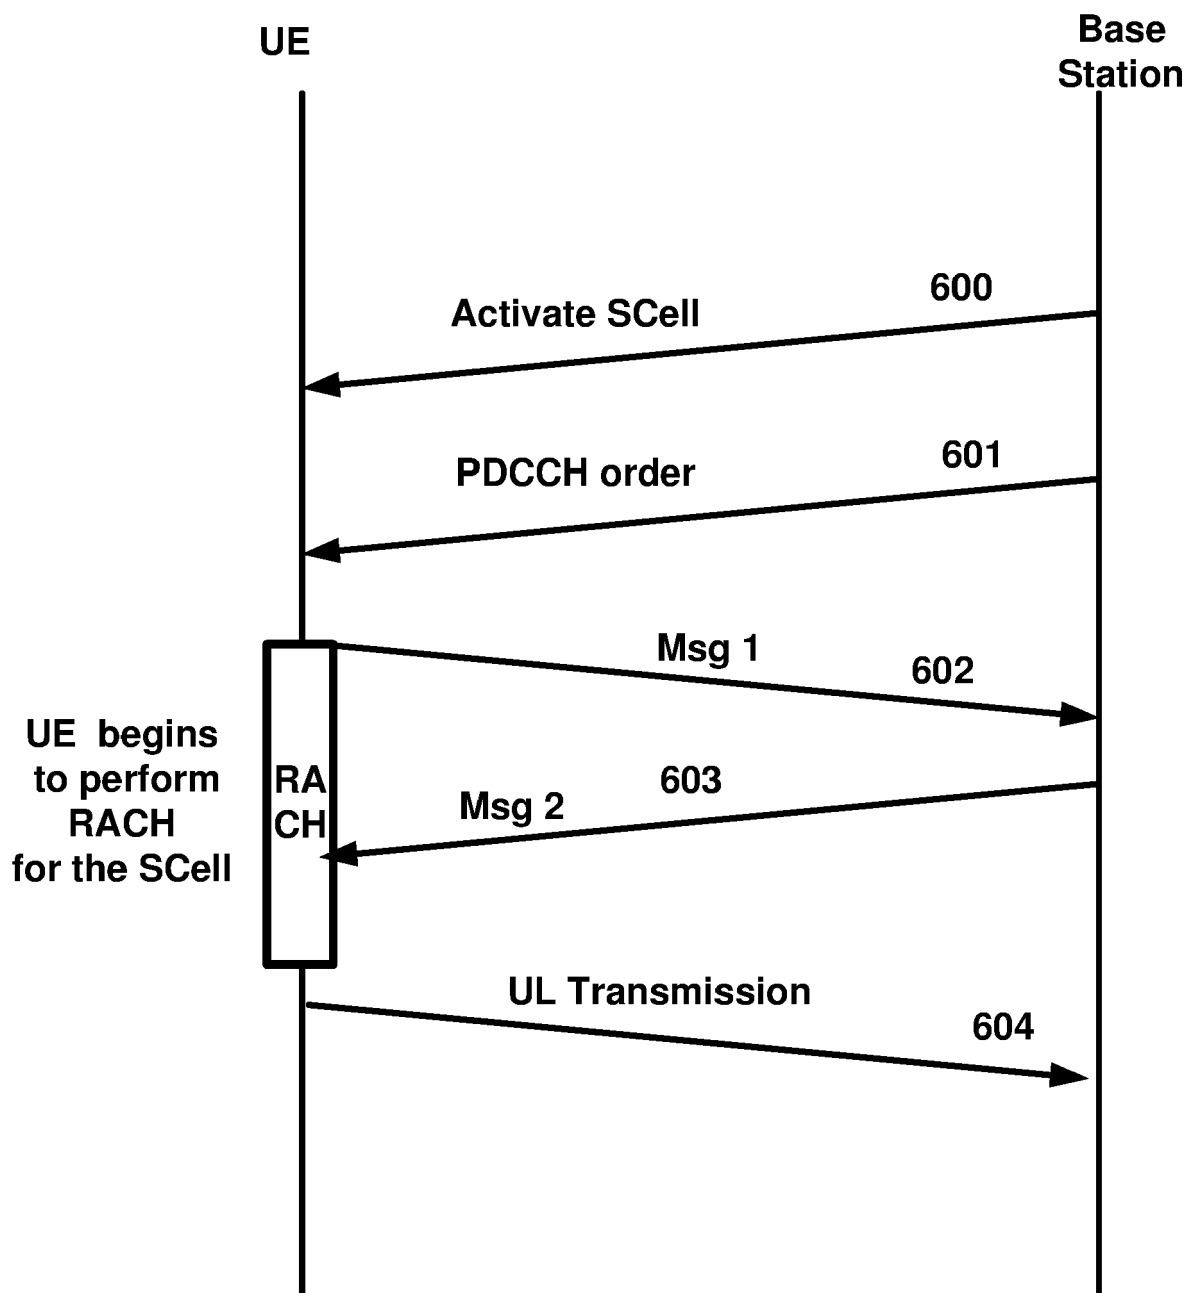 UE
Base
Station
600
Activate SCell
601
PDCCH order
Msg 1
602
UE begins
to perform
RACH
for the SCell
RA
CH
603
Msg 2
UL Transmission
604